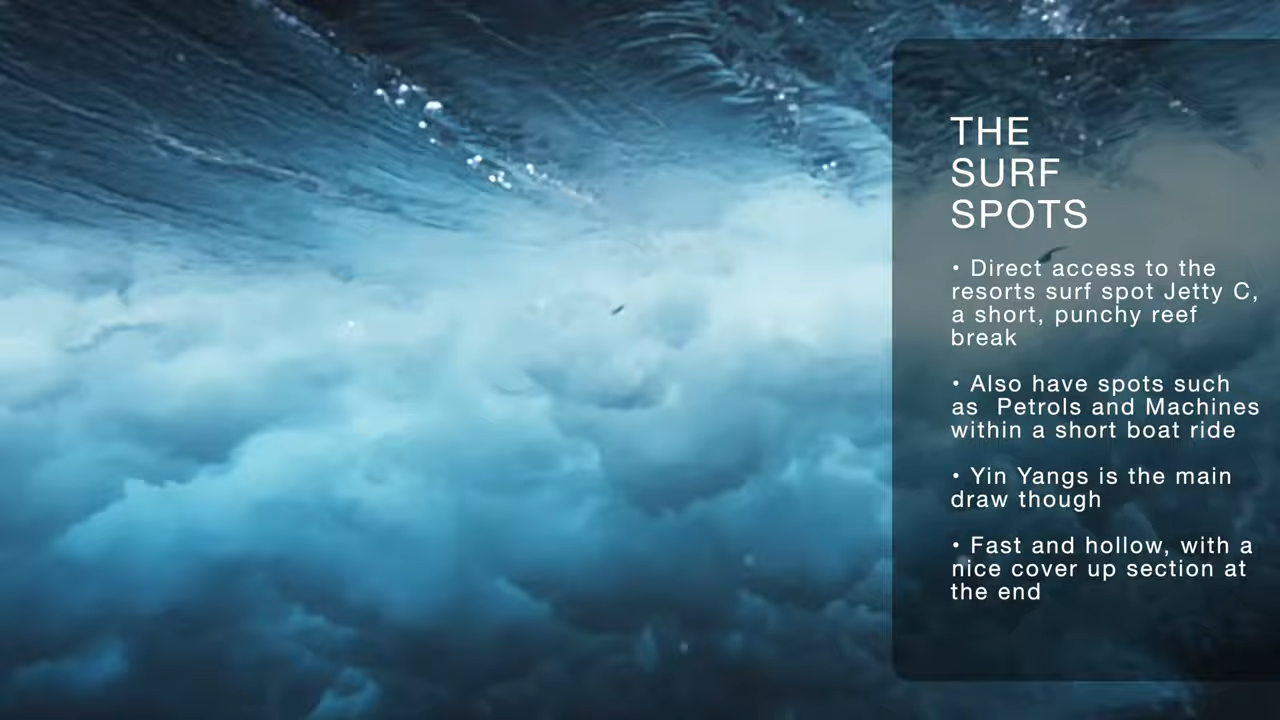 THE
SURF
SPOTS
• Direct access to the
resorts surf spot Jetty C,
a short, punchy reef
break
• Also have spots such
as  Petrols and Machines
within a short boat ride
• Yin Yangs is the main
draw though
• Fast and hollow, with a
nice cover up section at
the end